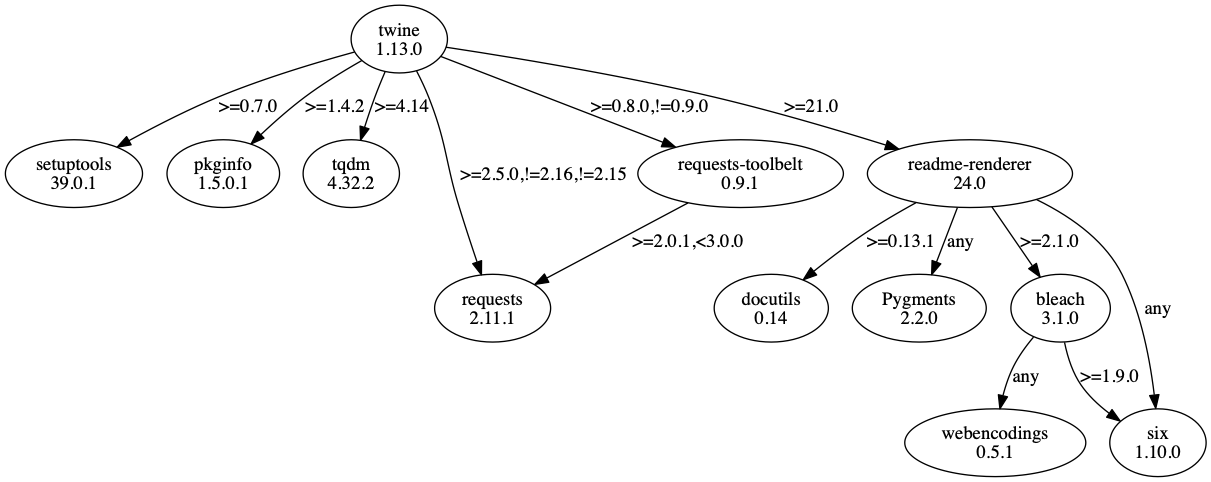 twine
1.13.0
>=0.7.0
>=1.4.2
>=4.14
>=0.8.0,!=0.9.0
>=21.0
setuptools
39.0.1
pkginfo
1.5.0.1
tqdm
4.32.2
>=2.5.0,!=2.16,!=2.15
requests-toolbelt
0.9.1
readme-renderer
24.0
>=2.0.1,<3.0.0
>=0.13.1
any
>=2.1.0
requests
2.11.1
docutils
0.14
Pygments
2.2.0
bleach
3.1.0
any
any
>=1.9.0
webencodings
0.5.1
six
1.10.0